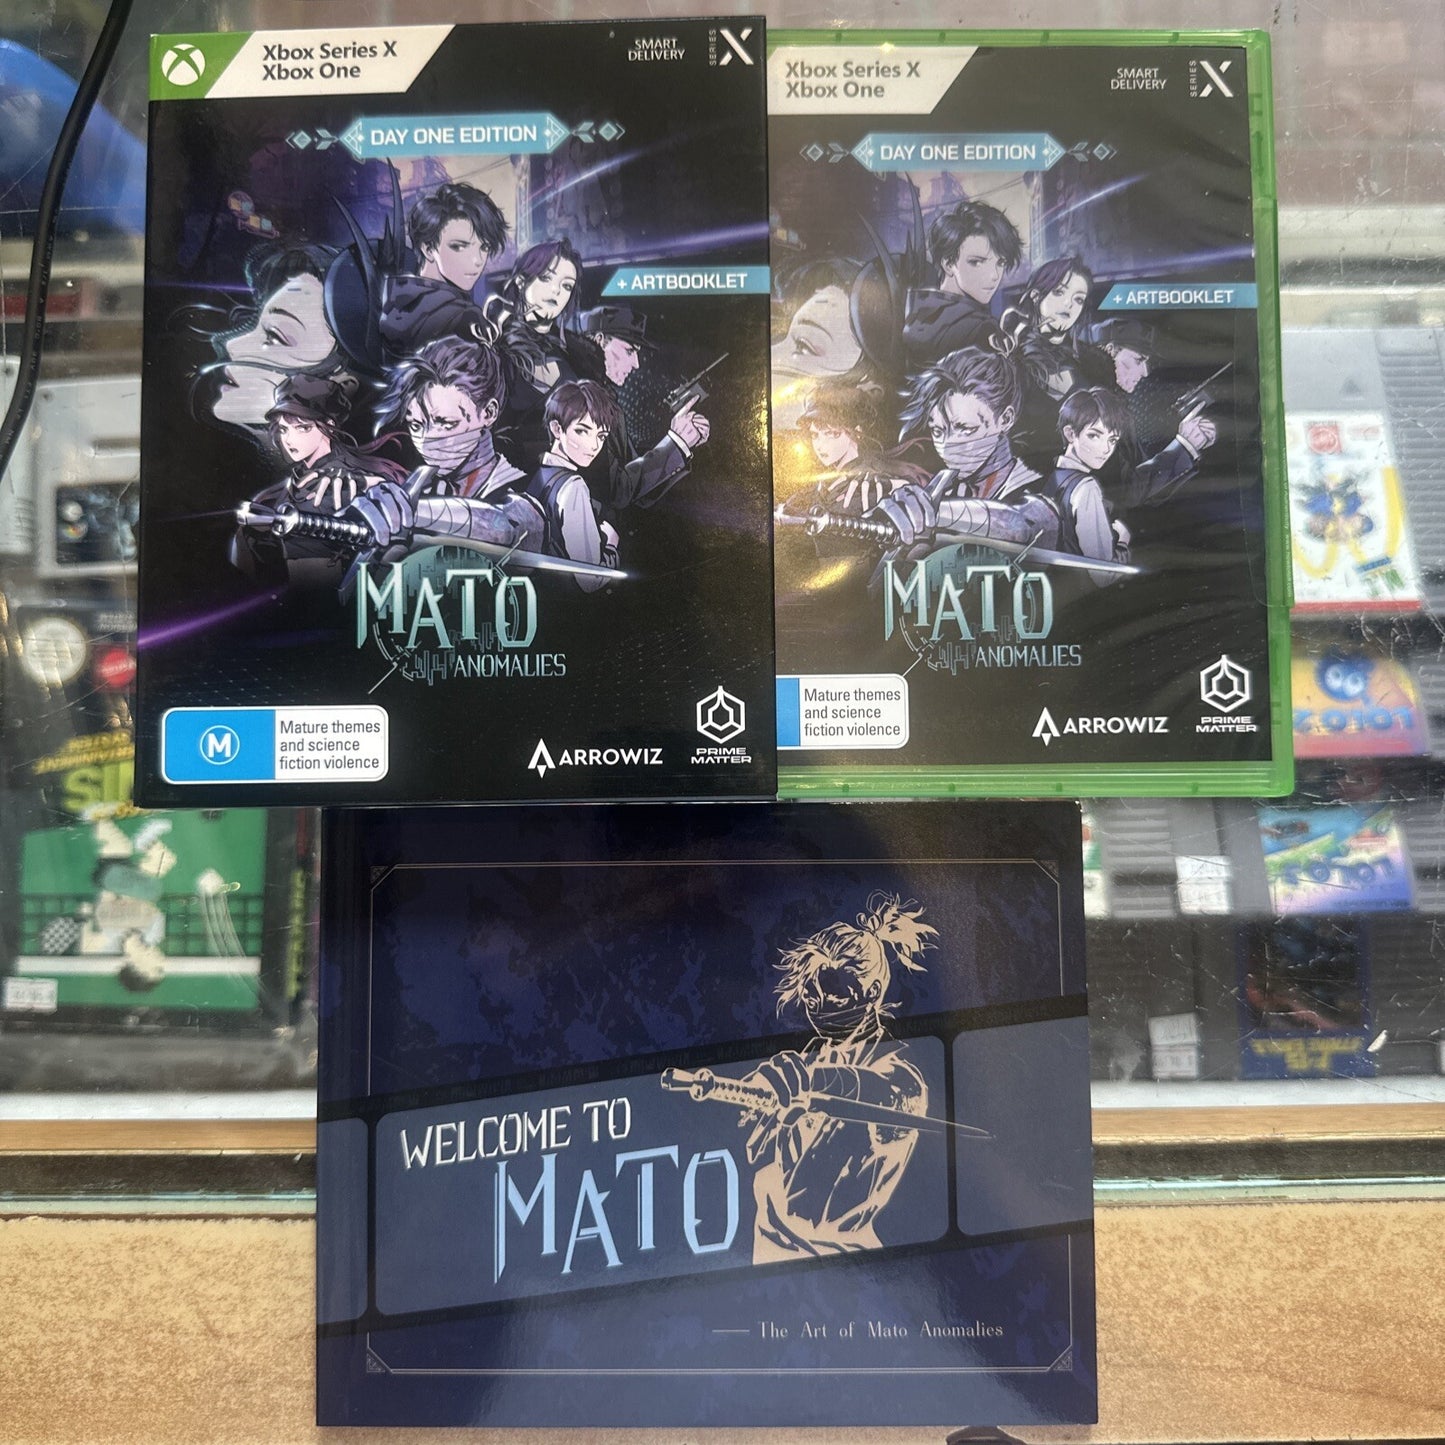 Xbox Series X
Xbox One
SMART
DELIVERY
SERIES X
DAY ONE EDITION
+ ARTBOOKLET
MATO
ANOMALIES
M
Mature themes
and science
fiction violence
ARROWIZ
PRIME
MATTER
Xbox Series X
Xbox One
SMART
DELIVERY
SERIES X
DAY ONE EDITION
+ ARTBOOKLET
MATO
ANOMALIES
Mature themes
and science
fiction violence
ARROWIZ
PRIME
MATTER
WELCOME TO
MATO
The Art of Mato Anomalies